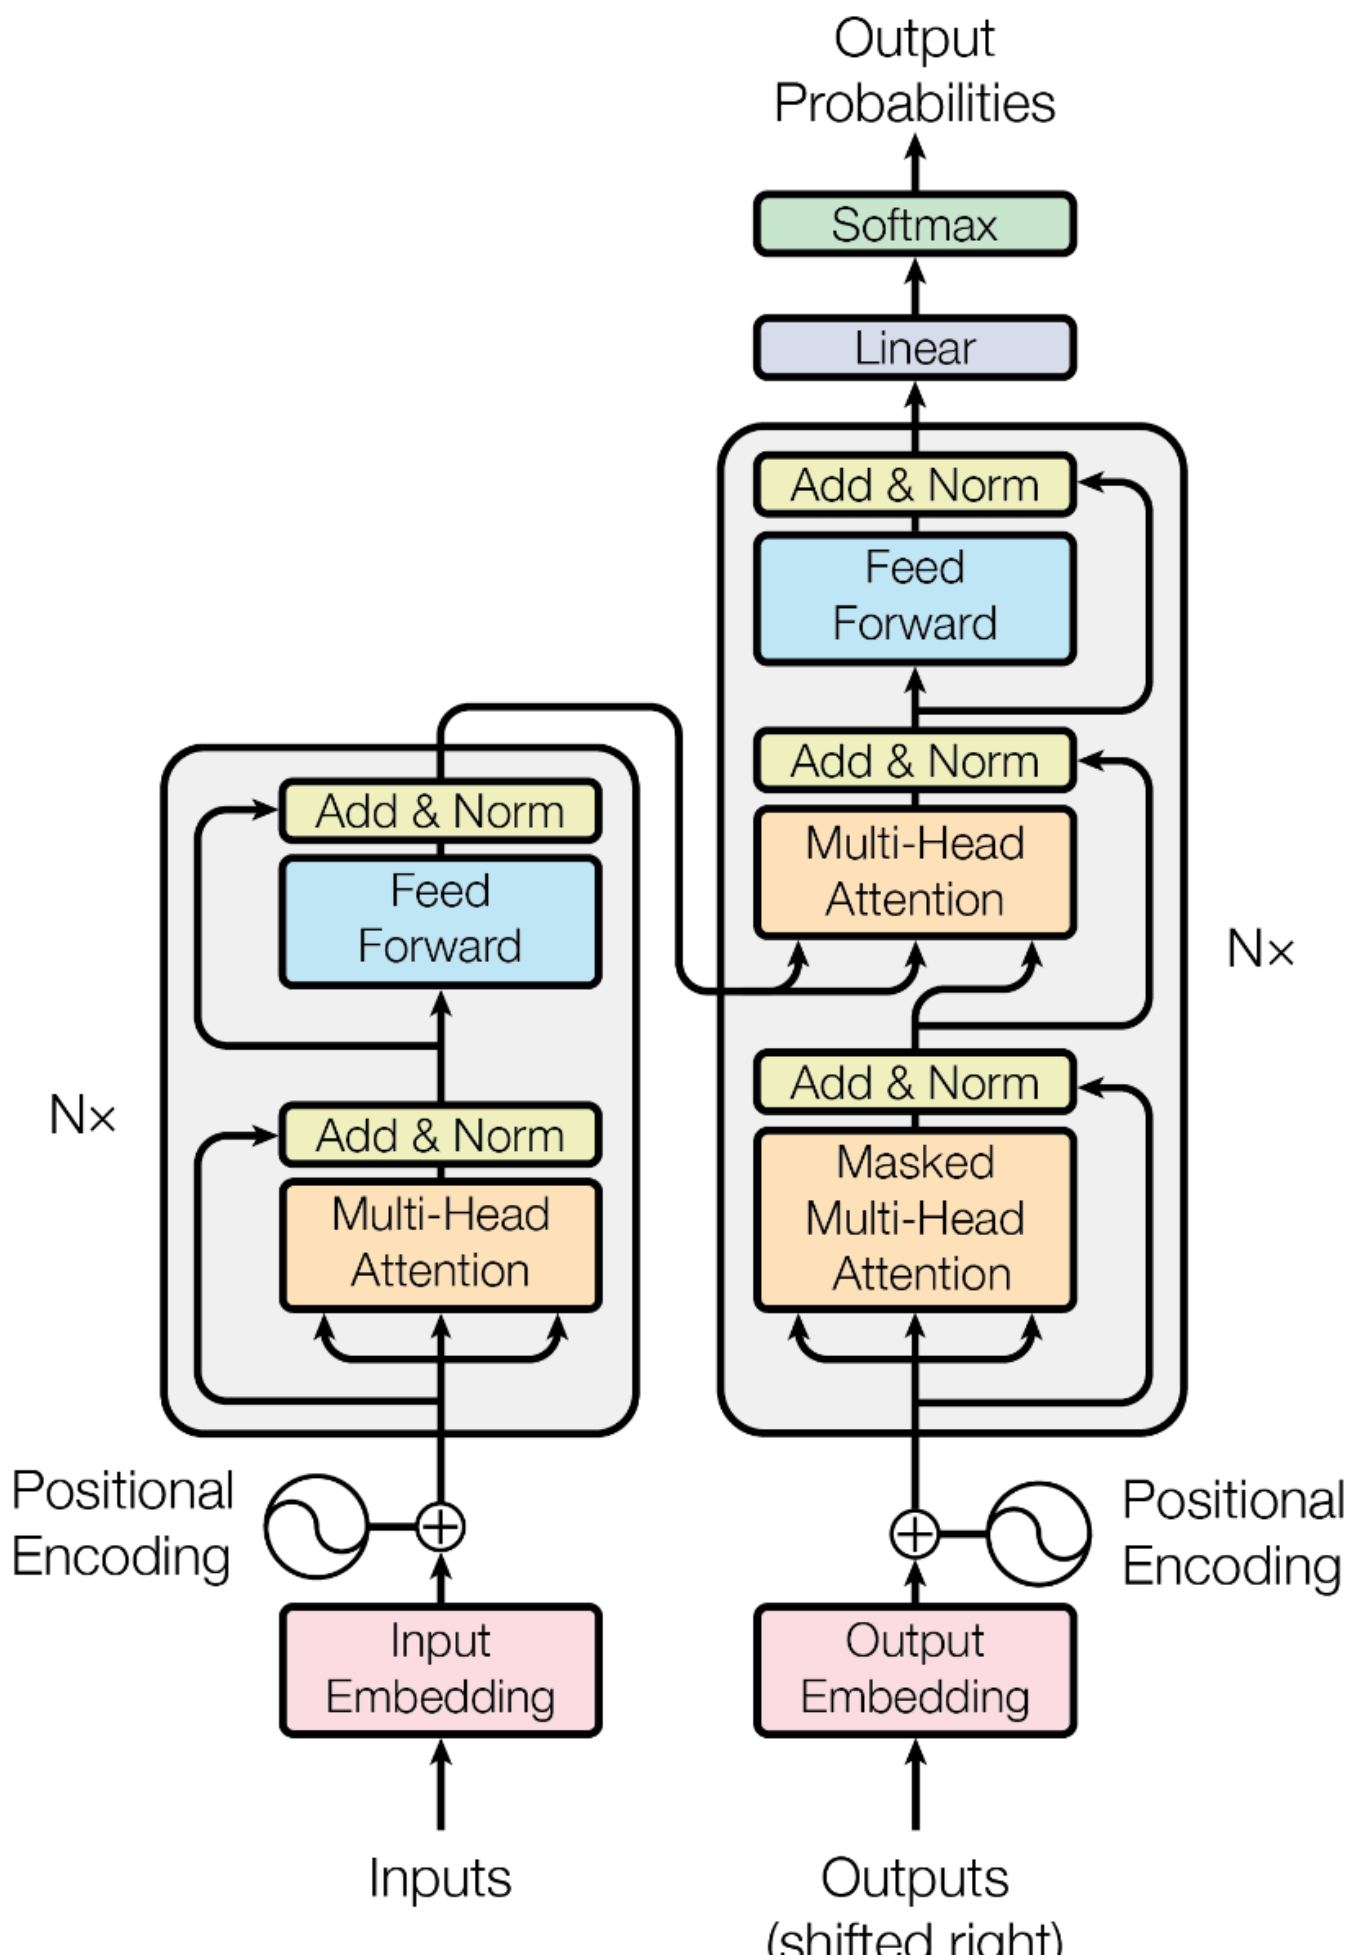 Output
Probabilities
Softmax
Linear
Add & Norm
Feed
Forward
Add & Norm
Multi-Head
Attention
Add & Norm
Masked
Multi-Head
Attention
N×
Add & Norm
Feed
Forward
Add & Norm
Multi-Head
Attention
N×
Positional
Encoding
Positional
Encoding
Input
Embedding
Output
Embedding
Inputs
Outputs
(shifted right)